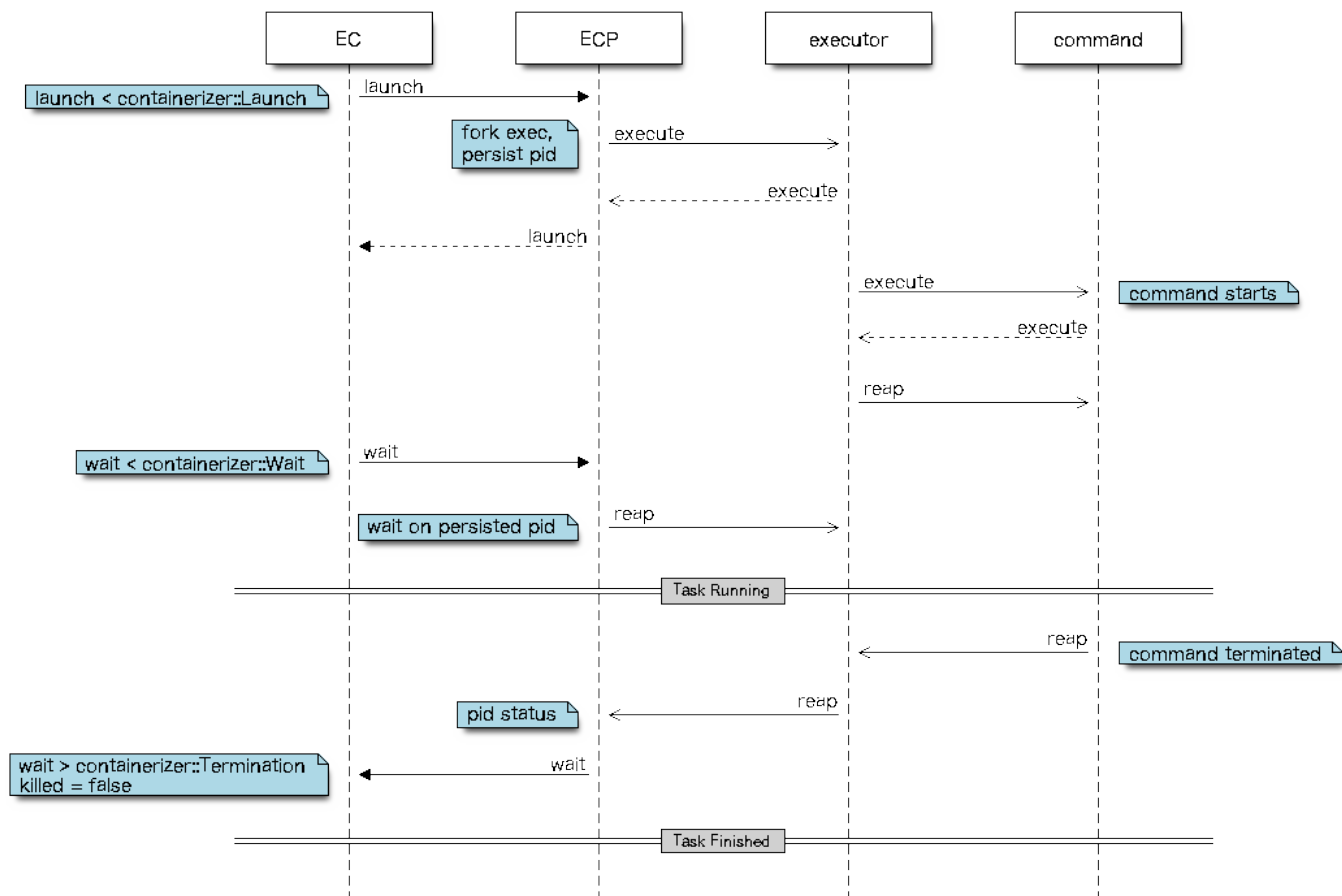 EC
ECP
executor
command
launch < containerizer::Launch
launch
fork exec,
persist pid
execute
execute
launch
execute
command starts
execute
reap
wait < containerizer::Wait
wait
wait on persisted pid
reap
Task Running
reap
command terminated
pid status
reap
wait > containerizer::Termination
killed = false
wait
Task Finished